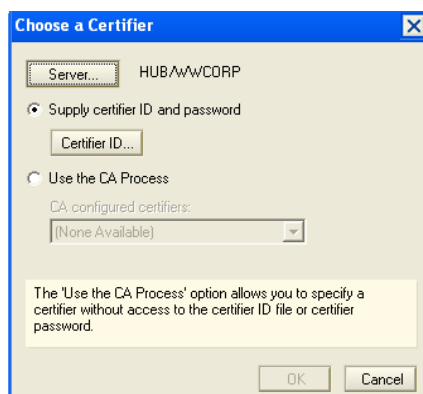 Choose a Certifier
Server... HUB/WWCORP
Supply certifier ID and password
Certifier ID...
Use the CA Process
CA configured certifiers:
(None Available)
The 'Use the CA Process' option allows you to specify a
certifier without access to the certifier ID file or certifier
password.
OK Cancel